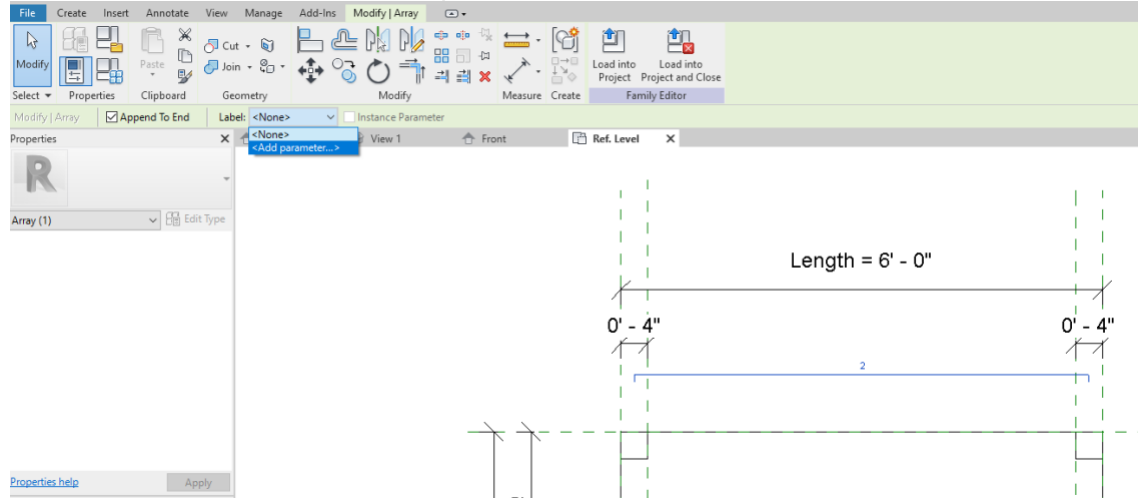 File Create Insert Annotate View Manage Add-Ins Modify | Array
Modify Paste Cut Join Load into Project Load into Project and Close
Select Properties Clipboard Geometry Modify Measure Create Family Editor
Modify | Array Append To End Label: <None> Instance Parameter
<None>
<Add parameter...>
Properties X View 1 Front Ref. Level X
R
Array (1) Edit Type
Length = 6' - 0"
0' - 4" 0' - 4"
2
Properties help Apply